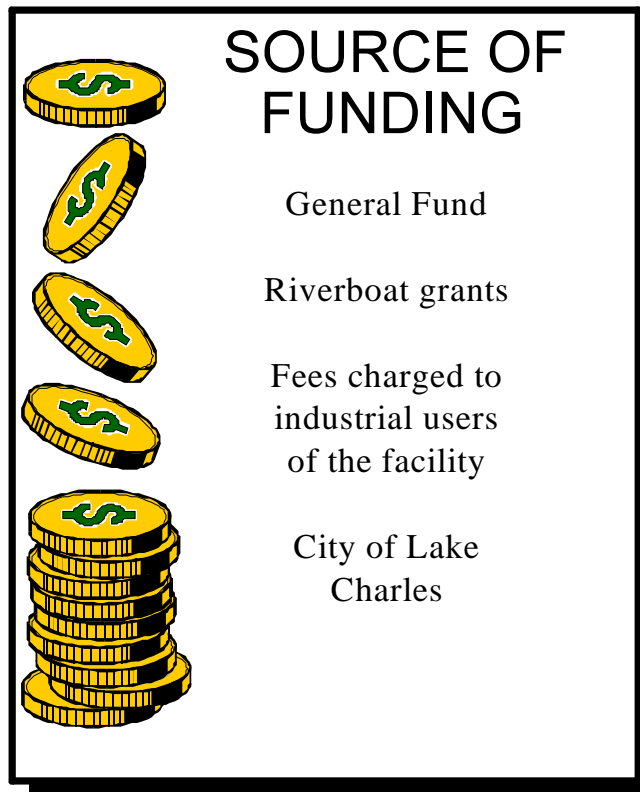 SOURCE OF
FUNDING
General Fund
Riverboat grants
Fees charged to
industrial users
of the facility
City of Lake
Charles